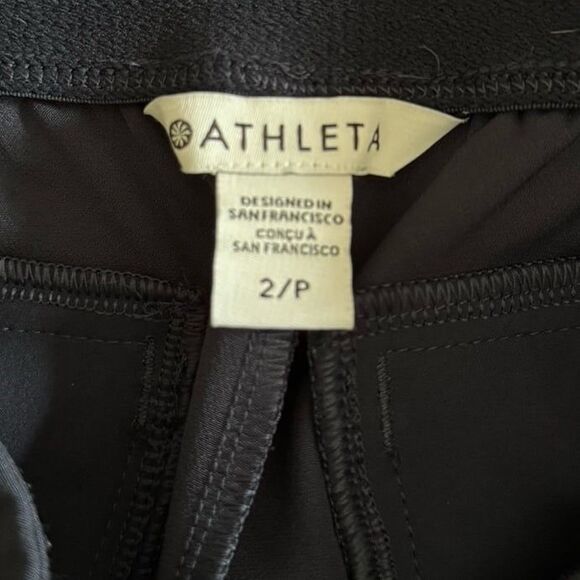 ATHLETA
DESIGNED IN
SAN FRANCISCO
CONÇU À
SAN FRANCISCO
2/P